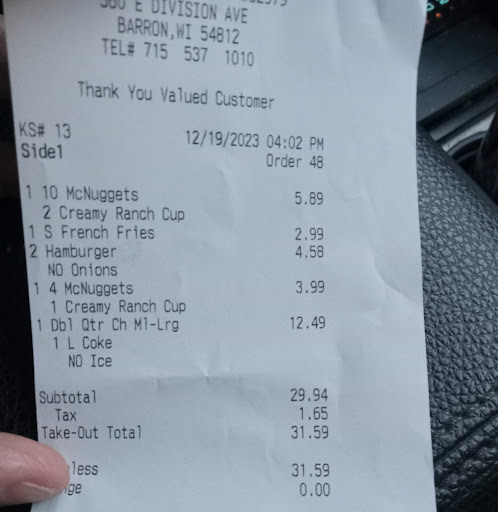 E DIVISION AVE
BARRON,WI 54812
TEL# 715 537 1010
Thank You Valued Customer
KS# 13 12/19/2023 04:02 PM
Side1 Order 48
1 10 McNuggets 5.89
2 Creamy Ranch Cup
1 S French Fries 2.99
2 Hamburger 4.58
NO Onions
1 4 McNuggets 3.99
1 Creamy Ranch Cup
1 Dbl Qtr Ch Ml-Lrg 12.49
1 L Coke
NO Ice
Subtotal 29.94
Tax 1.65
Take-Out Total 31.59
less 31.59
ge 0.00